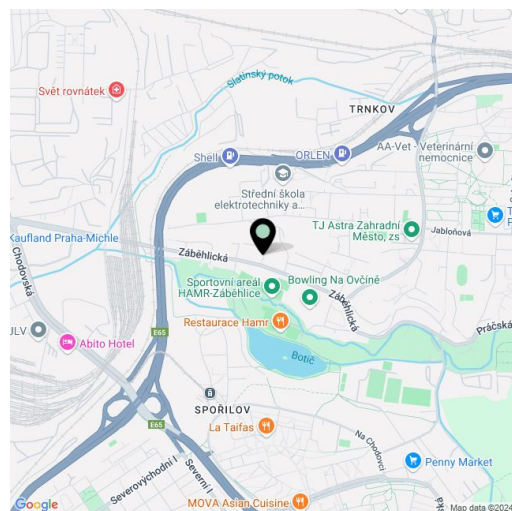 Svět rovnátek
Slatinský potok
TRNKOV
Shell
ORLEN
AA-Vet - Veterinární
nemocnice
Střední škola
elektrotechniky a...
TJ Astra Zahradní
Město, zs
Jabloňová
Kaufland Praha-Michle
Chodovská
Záběhlická
Sportovní areál
HAMR-Záběhlice
Bowling Na Ovčíně
Záběhlická
Práčská
Restaurace Hamr
E65
Abito Hotel
Botič
SPOŘILOV
E65
La Taifas
Na Chodovci
Penny Market
Severovýchodní I
Severní I
MOVA Asian Cuisine
Google
Map data ©2024